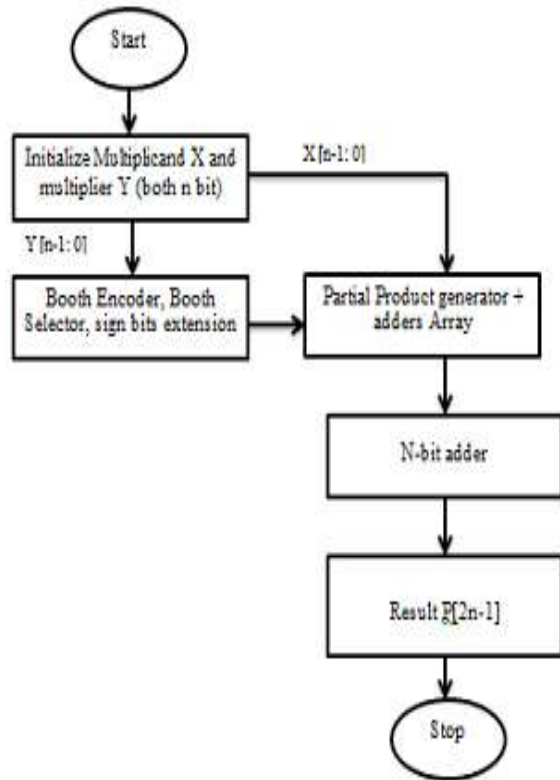 Start
Initialize Multiplicand X and
multiplier Y (both n bit)
X [n-1: 0]
Y [n-1: 0]
Booth Encoder, Booth
Selector, sign bits extension
Partial Product generator +
adders Array
N-bit adder
Result P[2n-1]
Stop